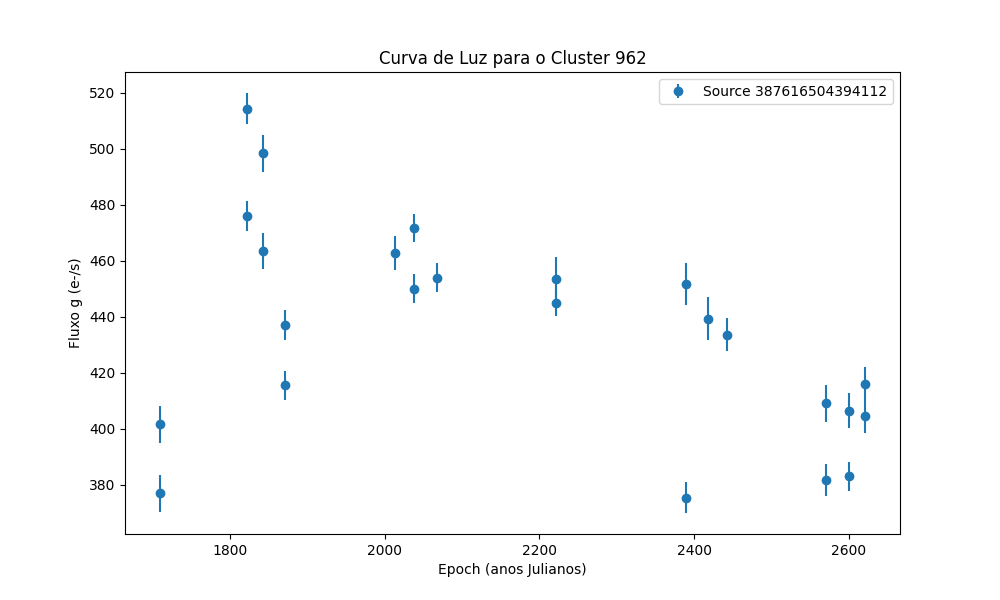 Curva de Luz para o Cluster 962
Source 387616504394112
520
500
480
460
440
420
400
380
Fluxo g (e-/s)
1800 2000 2200 2400 2600
Epoch (anos Julianos)